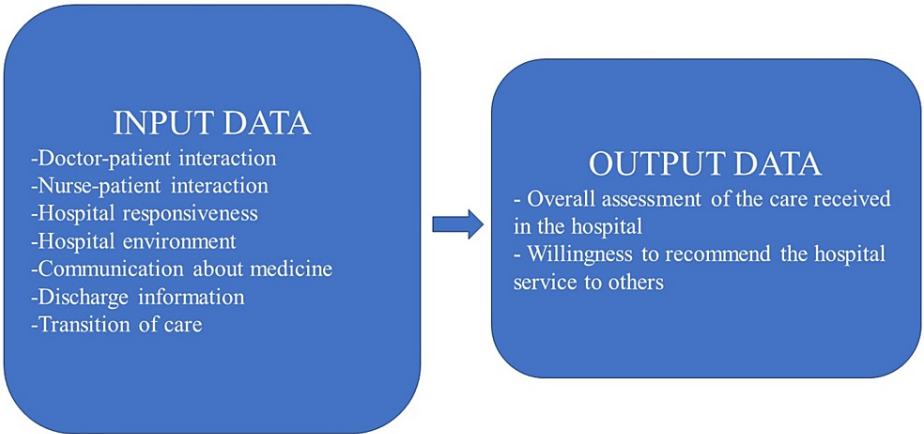 INPUT DATA
-Doctor-patient interaction
-Nurse-patient interaction
-Hospital responsiveness
-Hospital environment
-Communication about medicine
-Discharge information
-Transition of care
OUTPUT DATA
- Overall assessment of the care received
in the hospital
- Willingness to recommend the hospital
service to others